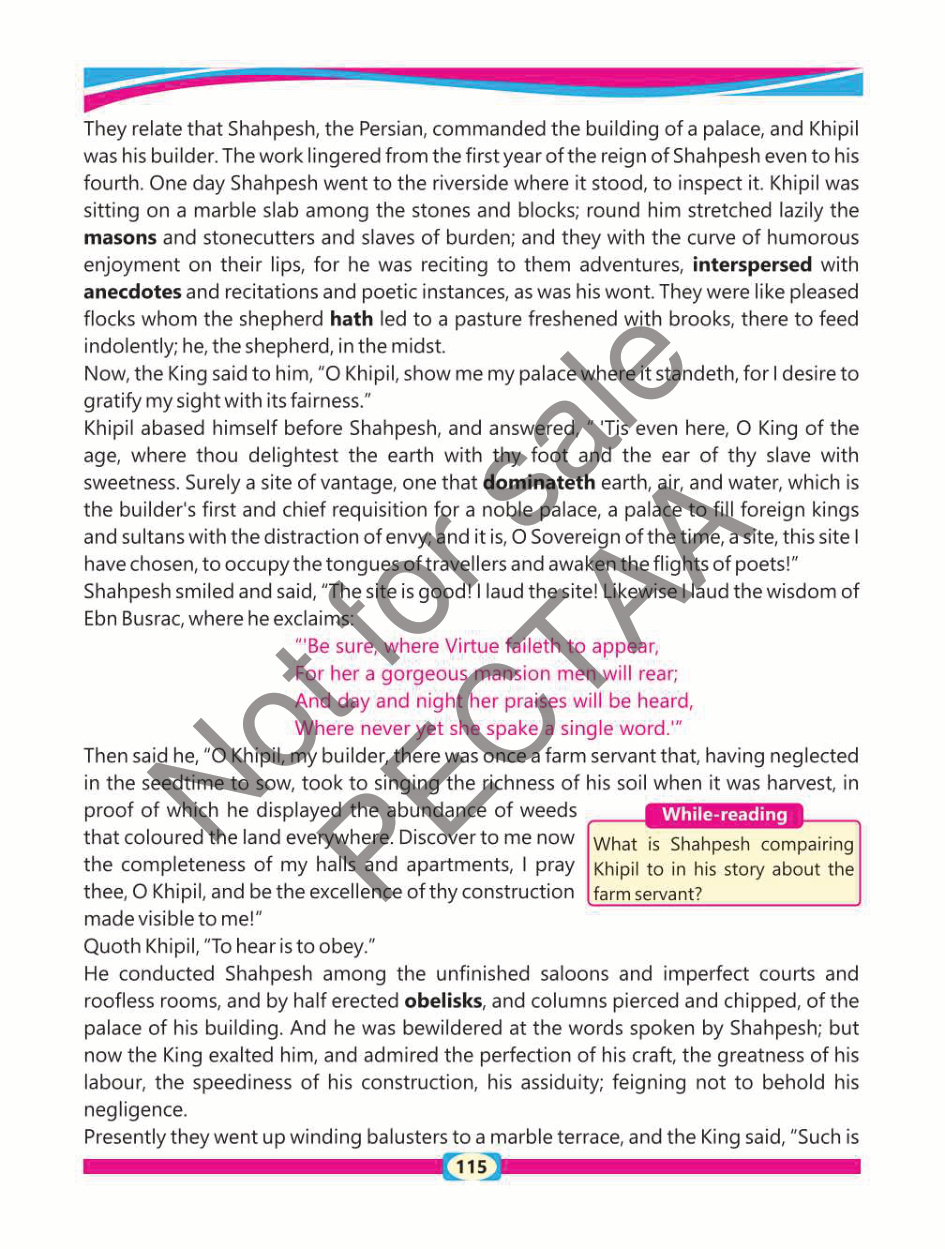 They relate that Shahpesh, the Persian, commanded the building of a palace, and Khipil
was his builder. The work lingered from the first year of the reign of Shahpesh even to his
fourth. One day Shahpesh went to the riverside where it stood, to inspect it. Khipil was
sitting on a marble slab among the stones and blocks; round him stretched lazily the
masons and stonecutters and slaves of burden; and they with the curve of humorous
enjoyment on their lips, for he was reciting to them adventures, interspersed with
anecdotes and recitations and poetic instances, as was his wont. They were like pleased
flocks whom the shepherd hath led to a pasture freshened with brooks, there to feed
indolently; he, the shepherd, in the midst.
Now, the King said to him, “O Khipil, show me my palace where it standeth, for I desire to
gratify my sight with its fairness.”
Khipil abased himself before Shahpesh, and answered, “ 'Tis even here, O King of the
age, where thou delightest the earth with thy foot and the ear of thy slave with
sweetness. Surely a site of vantage, one that dominateth earth, air, and water, which is
the builder's first and chief requisition for a noble palace, a palace to fill foreign kings
and sultans with the distraction of envy; and it is, O Sovereign of the time, a site, this site I
have chosen, to occupy the tongues of travellers and awaken the flights of poets!”
Shahpesh smiled and said, “The site is good! I laud the site! Likewise I laud the wisdom of
Ebn Busrac, where he exclaims:
“'Be sure, where Virtue faileth to appear,
For her a gorgeous mansion men will rear;
And day and night her praises will be heard,
Where never yet she spake a single word.'”
Then said he, “O Khipil, my builder, there was once a farm servant that, having neglected
in the seedtime to sow, took to singing the richness of his soil when it was harvest, in
proof of which he displayed the abundance of weeds
that coloured the land everywhere. Discover to me now
the completeness of my halls and apartments, I pray
thee, O Khipil, and be the excellence of thy construction
made visible to me!”
While-reading
What is Shahpesh compairing
Khipil to in his story about the
farm servant?
Quoth Khipil, “To hear is to obey.”
He conducted Shahpesh among the unfinished saloons and imperfect courts and
roofless rooms, and by half erected obelisks, and columns pierced and chipped, of the
palace of his building. And he was bewildered at the words spoken by Shahpesh; but
now the King exalted him, and admired the perfection of his craft, the greatness of his
labour, the speediness of his construction, his assiduity; feigning not to behold his
negligence.
Presently they went up winding balusters to a marble terrace, and the King said, “Such is
115
Not for sale
PECTAA